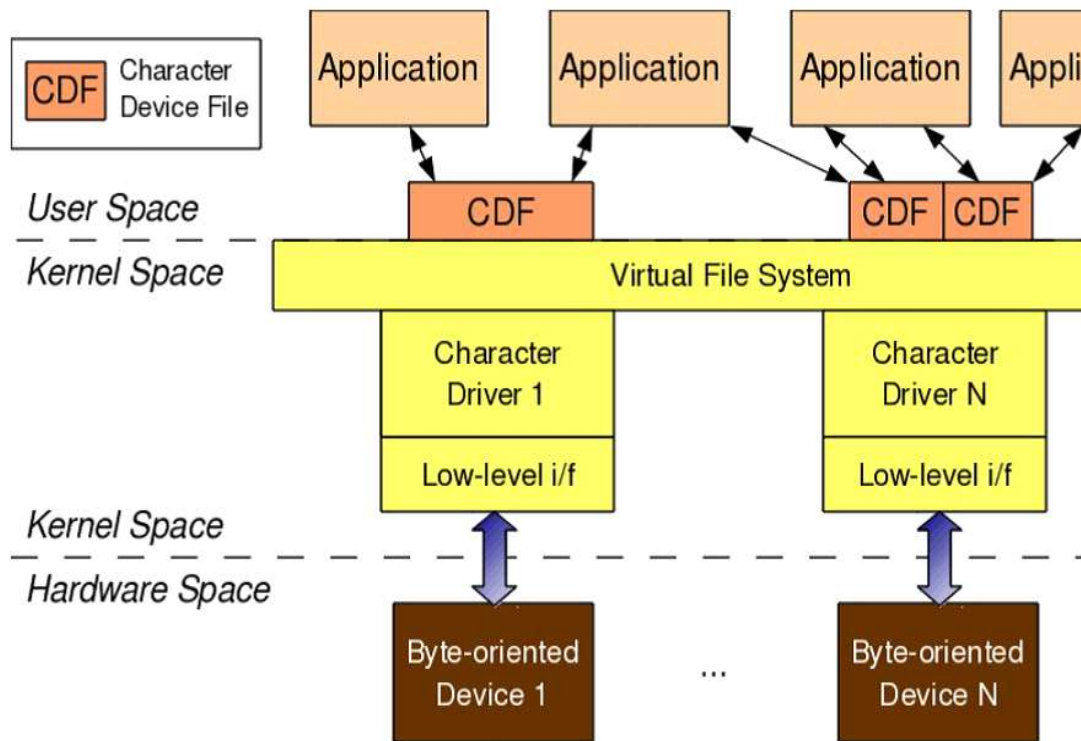 CDF
Character
Device File
Application
Application
Application
Appli
User Space
CDF
CDF
CDF
Kernel Space
Virtual File System
Character
Driver 1
Character
Driver N
Low-level i/f
Low-level i/f
Kernel Space
Hardware Space
Byte-oriented
Device 1
...
Byte-oriented
Device N